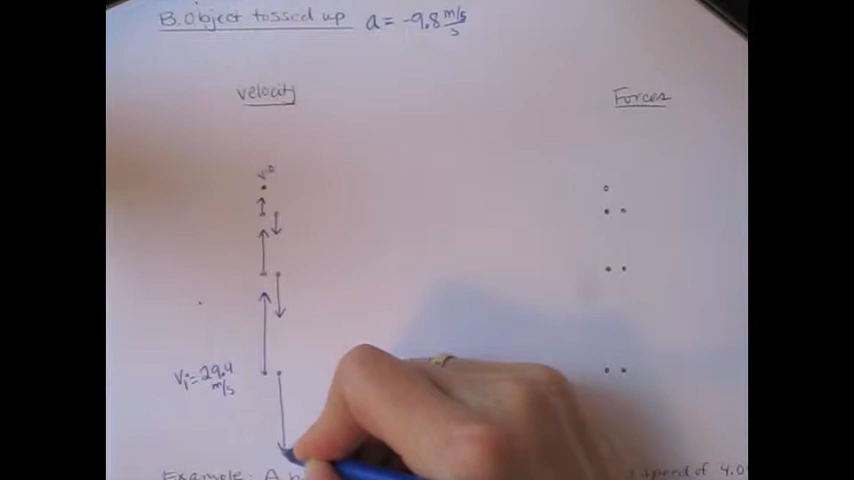 B. Object tossed up a = -9.8 m/s/s
velocity
Forces
v=0
Vi = 29.4 m/s
Example: A
speed of 4.0